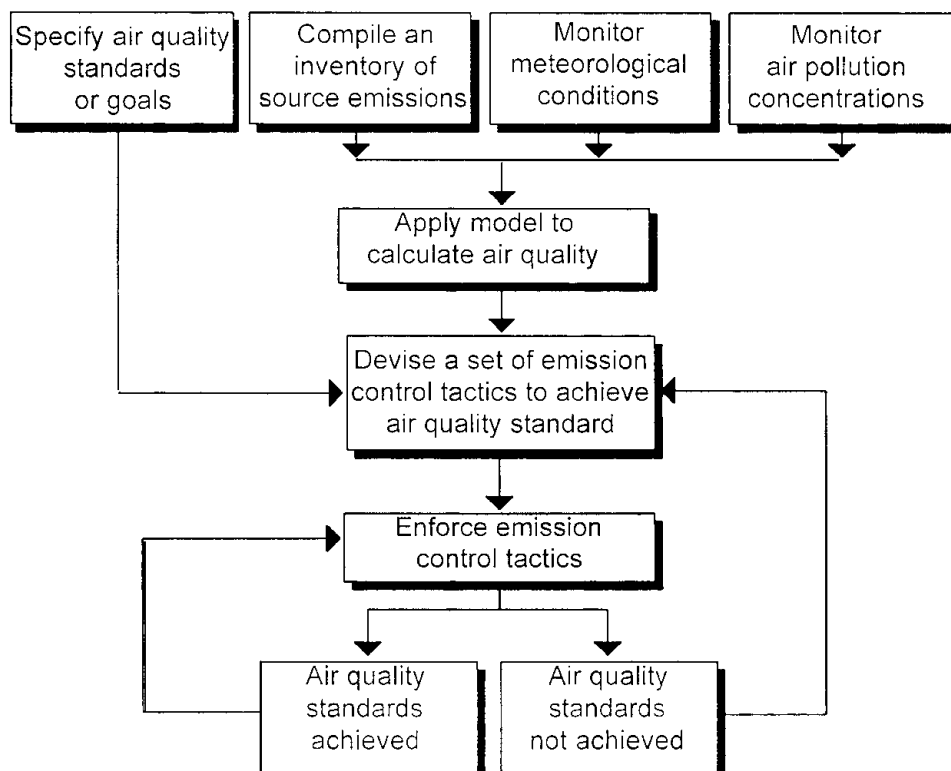 Specify air quality
standards
or goals
Compile an
inventory of
source emissions
Monitor
meteorological
conditions
Monitor
air pollution
concentrations
Apply model to
calculate air quality
Devise a set of emission
control tactics to achieve
air quality standard
Enforce emission
control tactics
Air quality
standards
achieved
Air quality
standards
not achieved